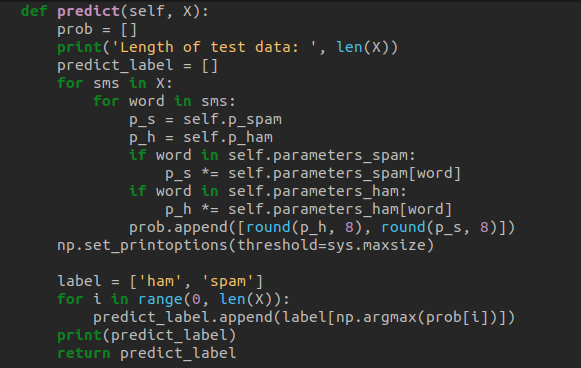 def predict(self, X):
    prob = []
    print('Length of test data: ', len(X))
    predict_label = []
    for sms in X:
        for word in sms:
            p_s = self.p_spam
            p_h = self.p_ham
            if word in self.parameters_spam:
                p_s *= self.parameters_spam[word]
            if word in self.parameters_ham:
                p_h *= self.parameters_ham[word]
            prob.append([round(p_h, 8), round(p_s, 8)])
    np.set_printoptions(threshold=sys.maxsize)

    label = ['ham', 'spam']
    for i in range(0, len(X)):
        predict_label.append(label[np.argmax(prob[i])])
    print(predict_label)
    return predict_label